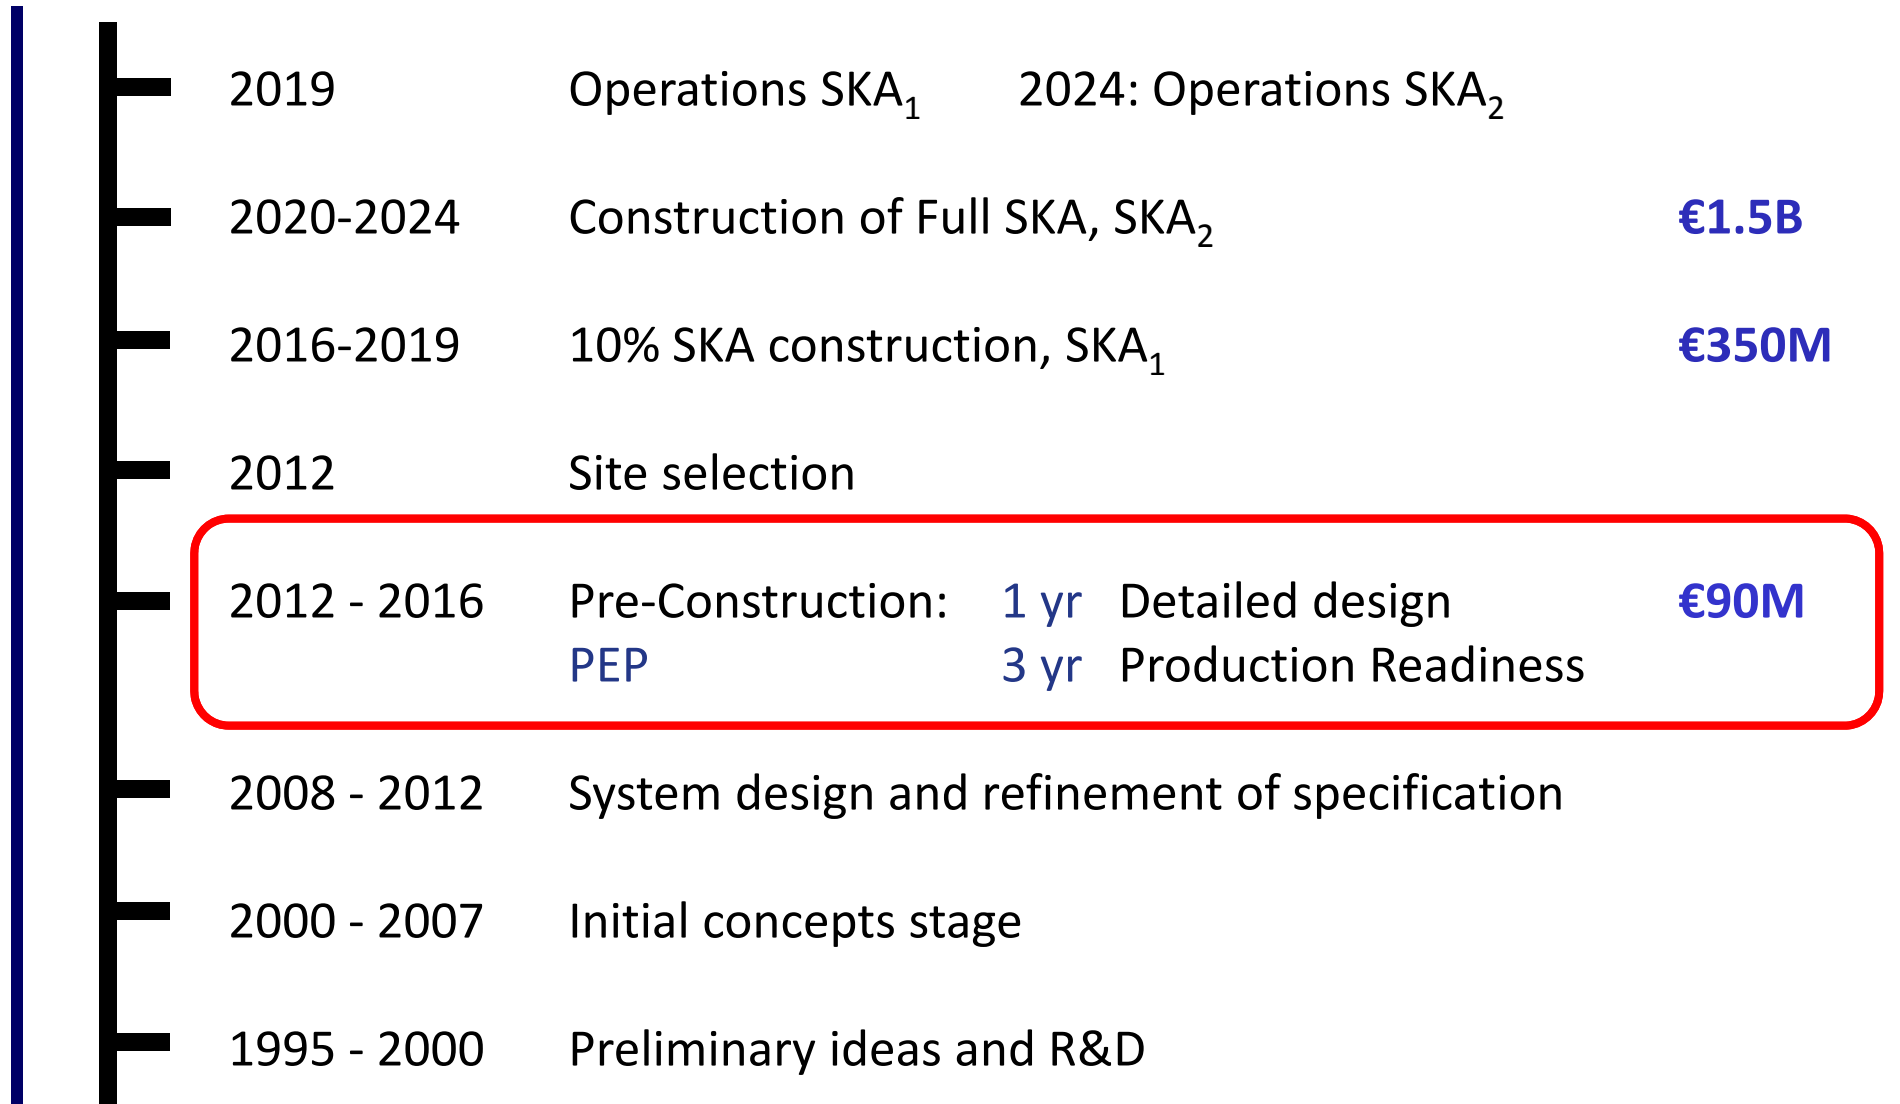 2019 Operations SKA₁ 2024: Operations SKA₂
2020-2024 Construction of Full SKA, SKA₂ €1.5B
2016-2019 10% SKA construction, SKA₁ €350M
2012 Site selection
2012 - 2016 Pre-Construction: 1 yr Detailed design €90M
PEP 3 yr Production Readiness
2008 - 2012 System design and refinement of specification
2000 - 2007 Initial concepts stage
1995 - 2000 Preliminary ideas and R&D